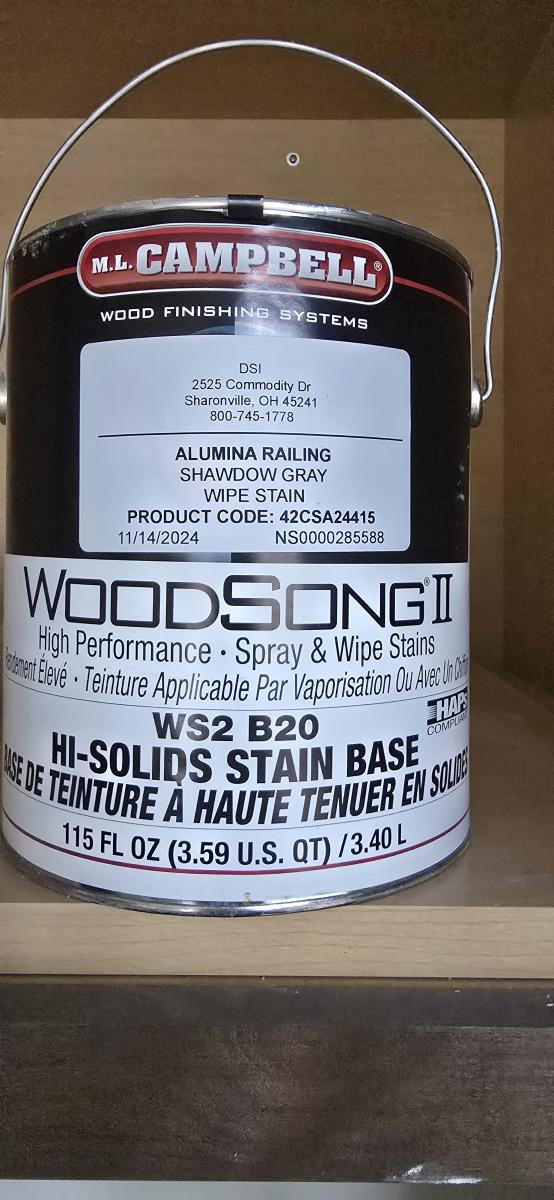 M.L. CAMPBELL®
WOOD FINISHING SYSTEMS
DSI
2525 Commodity Dr
Sharonville, OH 45241
800-745-1778
ALUMINA RAILING
SHAWDOW GRAY
WIPE STAIN
PRODUCT CODE: 42CSA24415
11/14/2024 NS0000285588
WOODSONG® II
High Performance • Spray & Wipe Stains
Élevé • Teinture Applicable Par Vaporisation Ou Avec Un
HAPs
COMPLIANT
WS2 B20
HI-SOLIDS STAIN BASE
BASE DE TEINTURE À HAUTE TENUER EN SOLIDES
115 FL OZ (3.59 U.S. QT) / 3.40 L